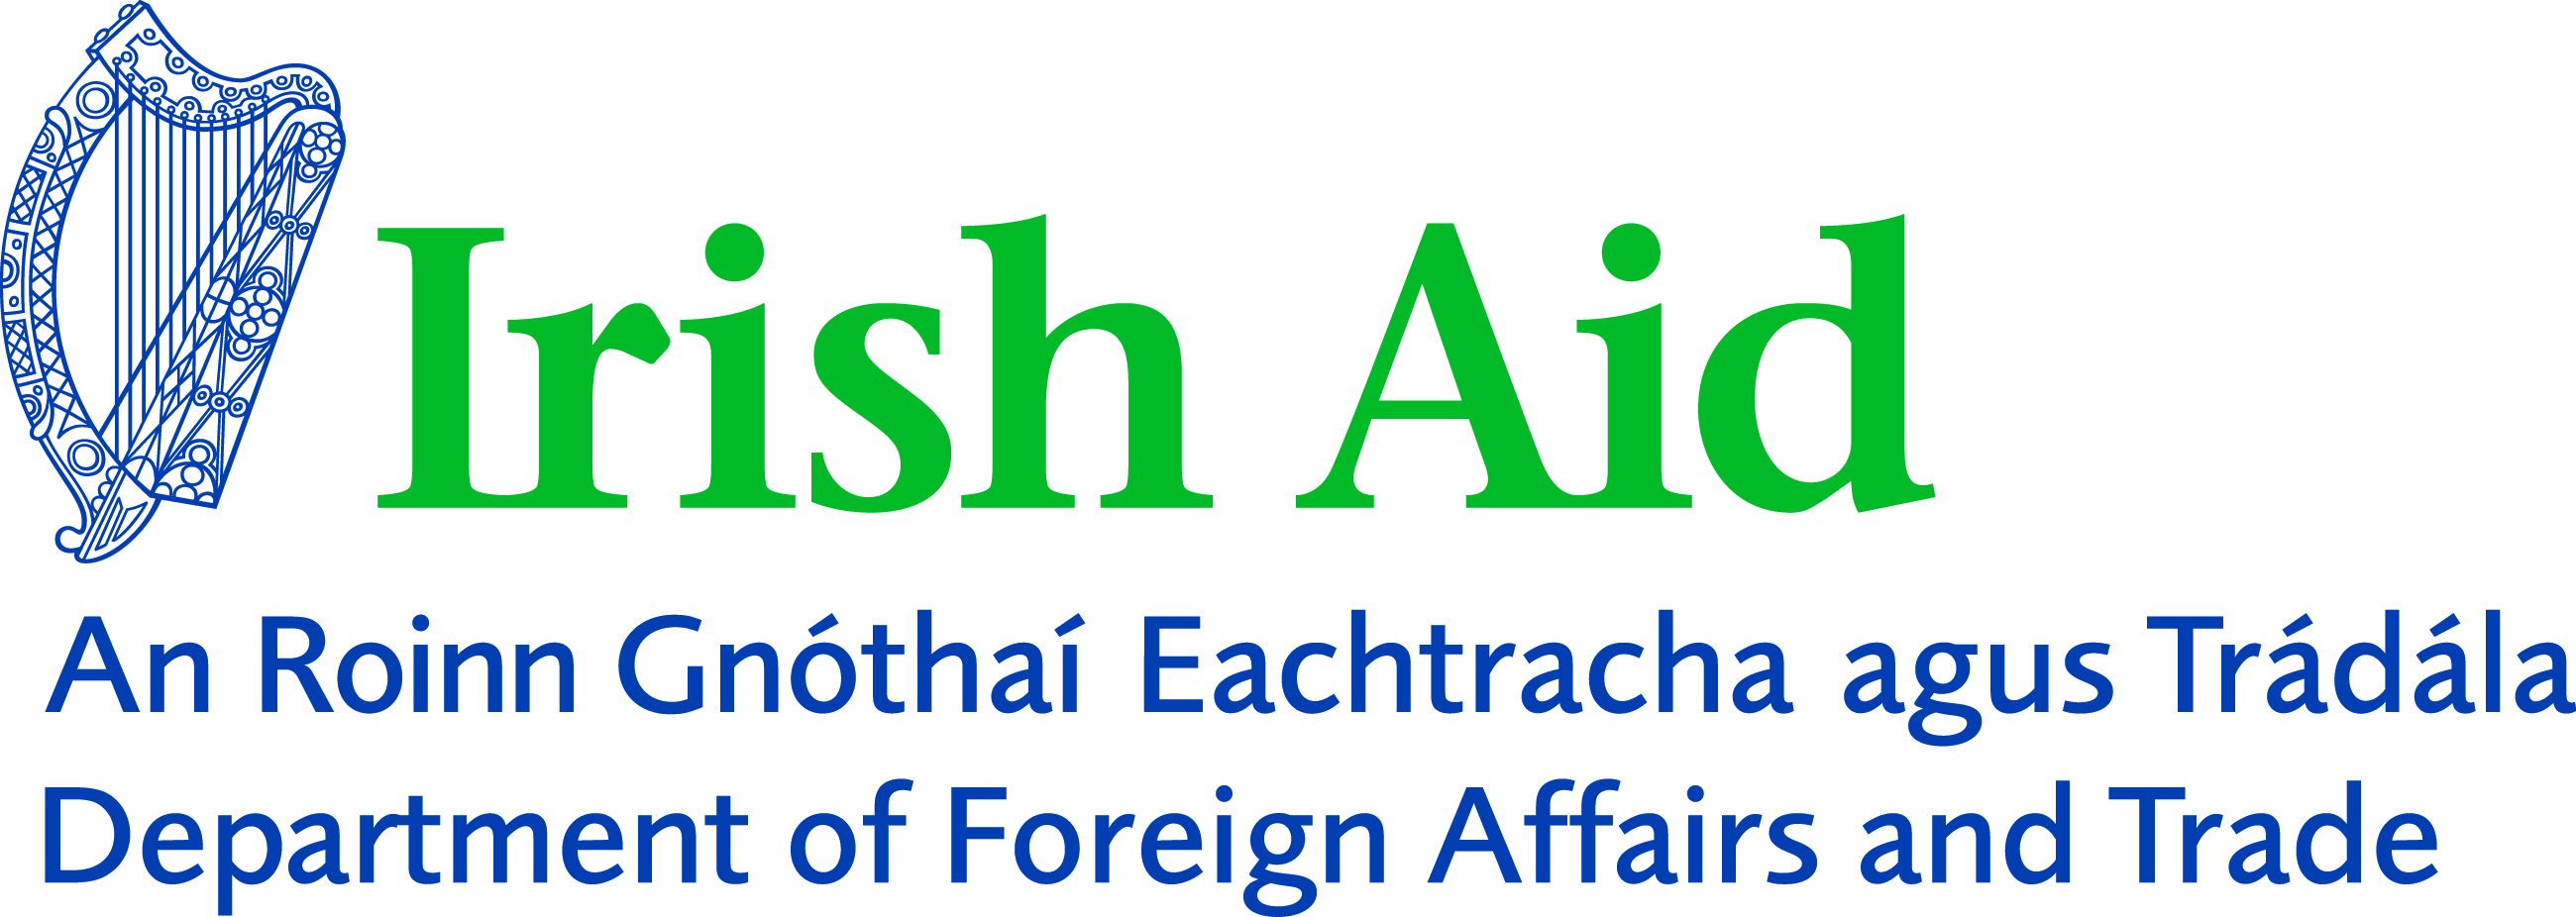 Irish Aid
An Roinn Gnóthaí Eachtracha agus Trádála
Department of Foreign Affairs and Trade